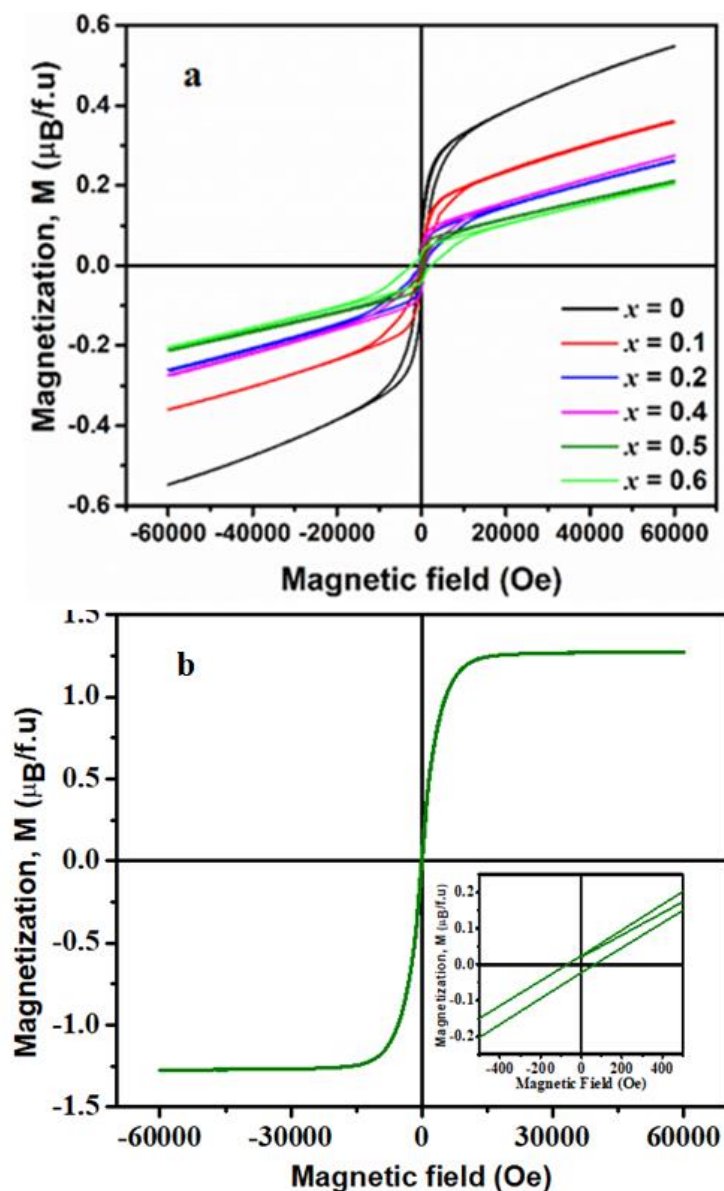 a
Magnetization, M (μB/f.u)
0.6
0.4
0.2
0.0
-0.2
-0.4
-0.6
x = 0
x = 0.1
x = 0.2
x = 0.4
x = 0.5
x = 0.6
-60000 -40000 -20000 0 20000 40000 60000
Magnetic field (Oe)
b
Magnetization, M (μB/f.u)
1.5
1.0
0.5
0.0
-0.5
-1.0
-1.5
Magnetization, M (μB/f.u)
0.2
0.1
0.0
-0.1
-0.2
-400 -200 0 200 400
Magnetic Field (Oe)
-60000 -30000 0 30000 60000
Magnetic field (Oe)